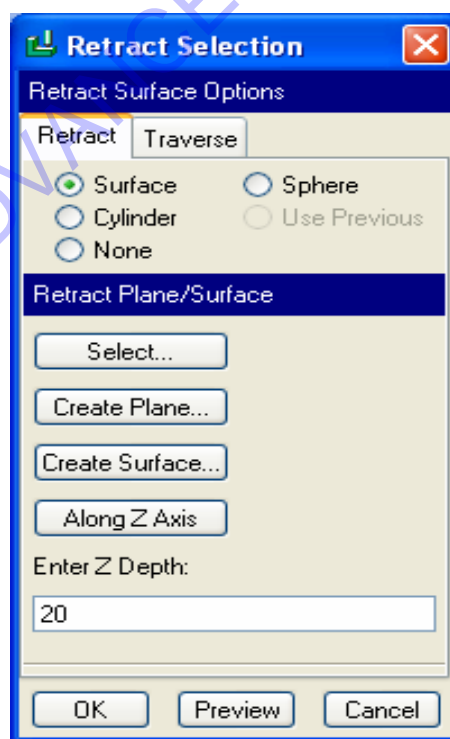 Retract Selection
Retract Surface Options
Retract Traverse
Surface Sphere
Cylinder Use Previous
None
Retract Plane/Surface
Select...
Create Plane...
Create Surface...
Along Z Axis
Enter Z Depth:
20
OK Preview Cancel